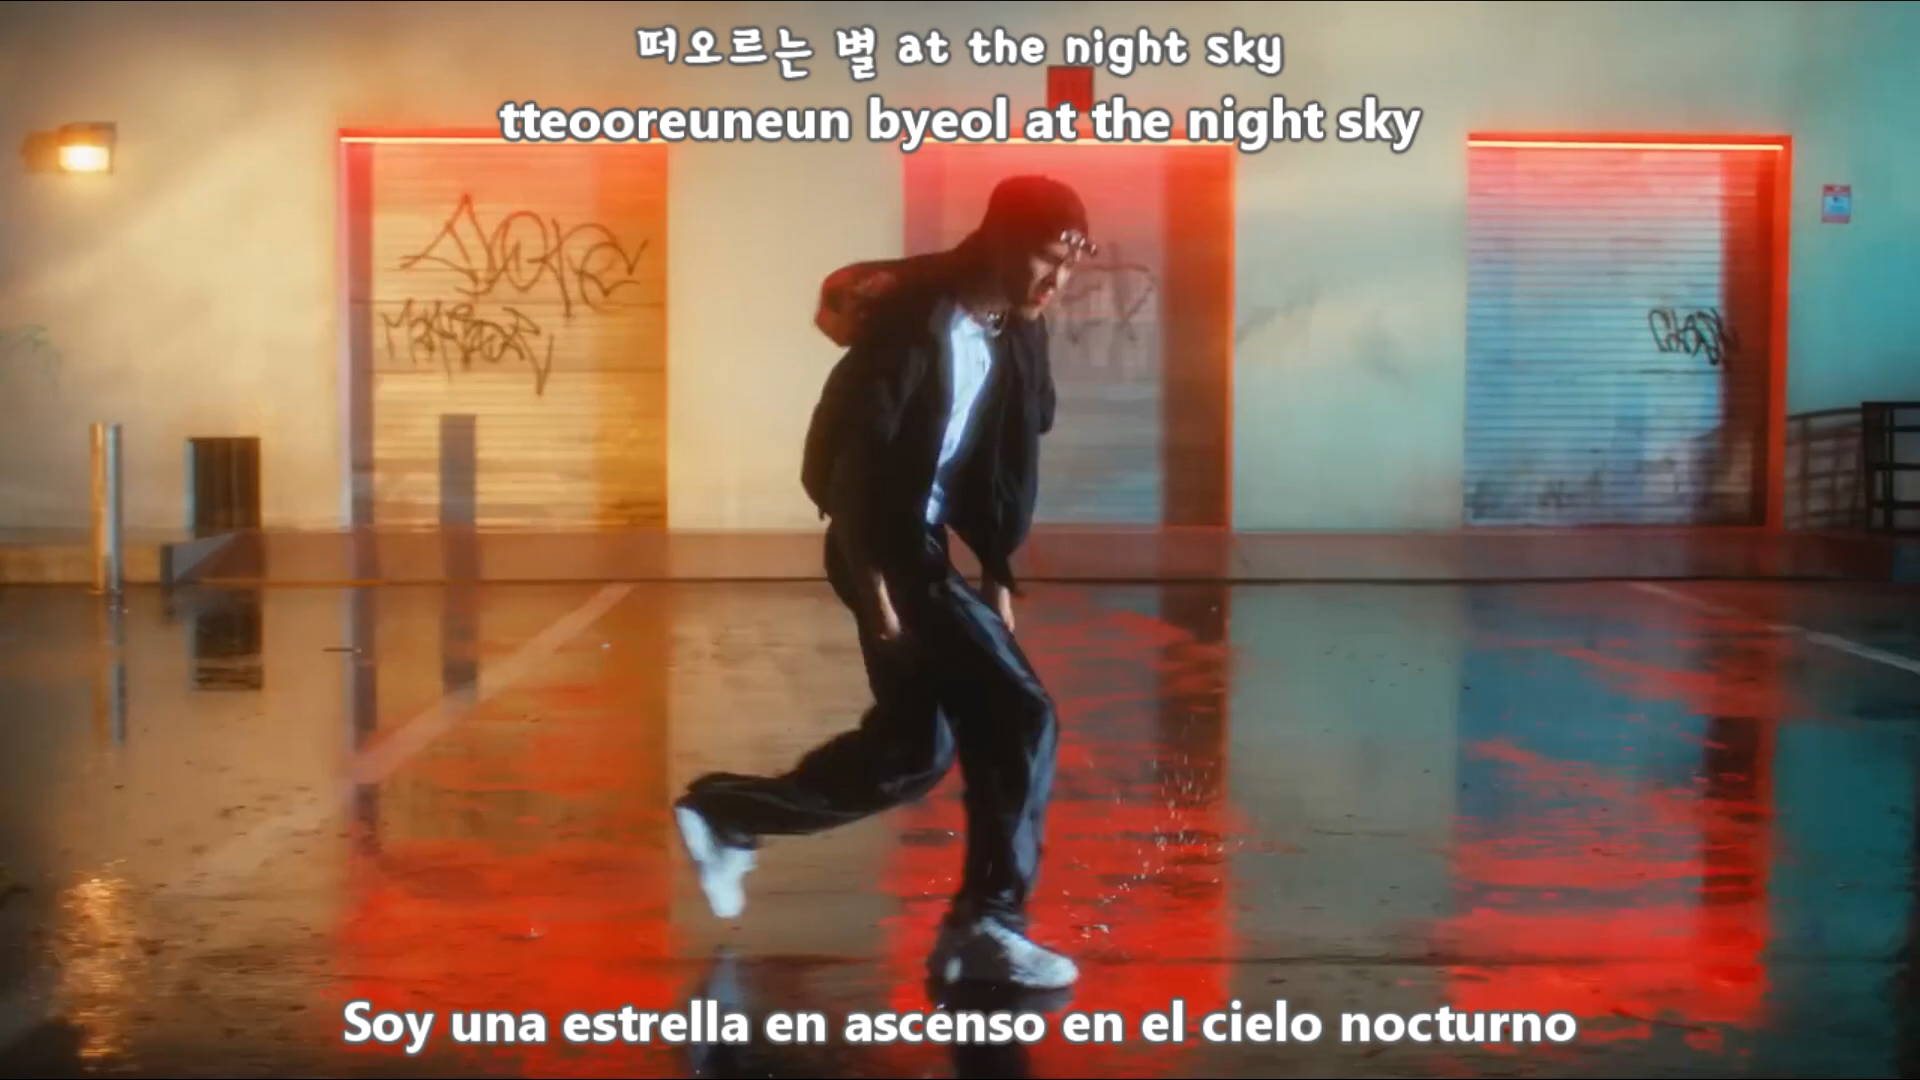 떠오르는 별 at the night sky
tteooreuneun byeol at the night sky
Soy una estrella en ascenso en el cielo nocturno